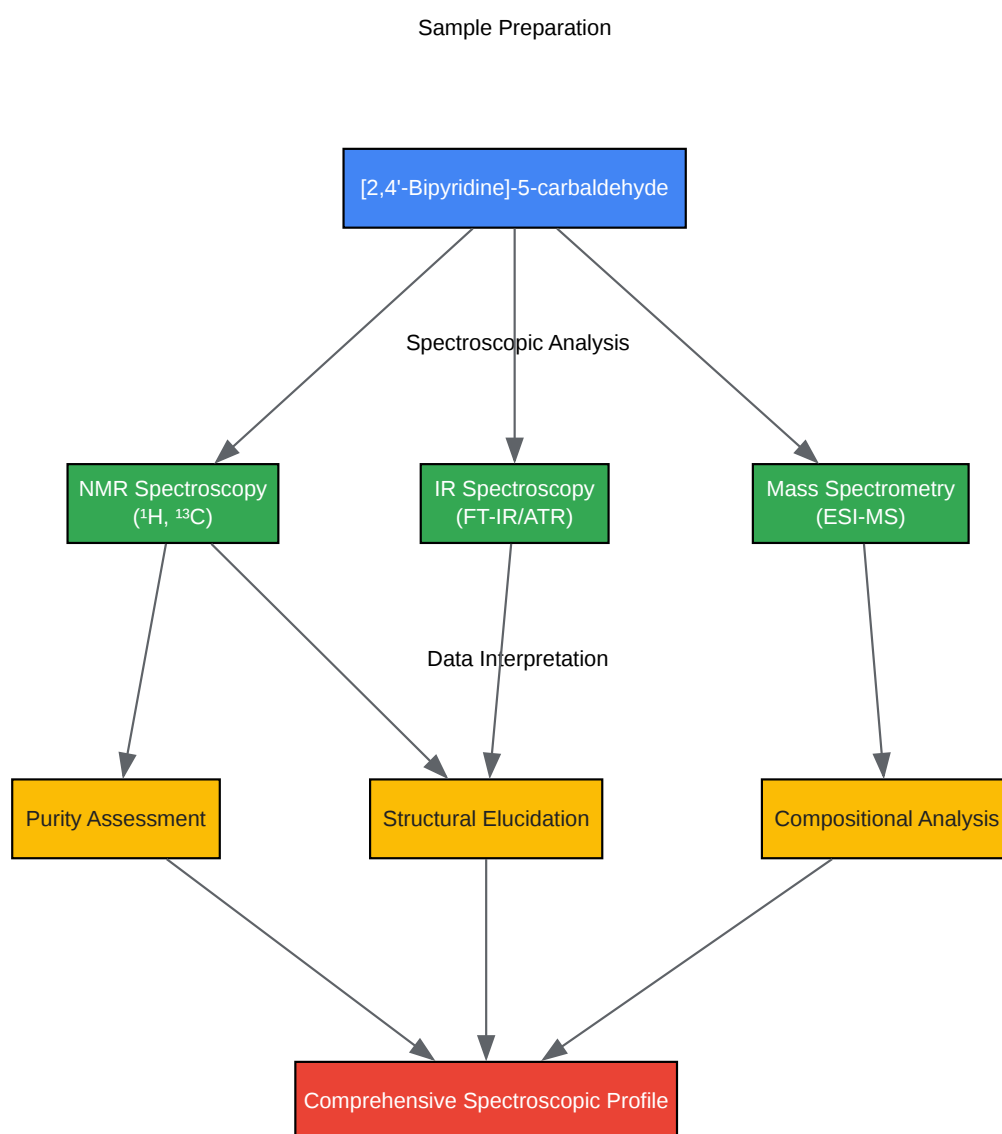 Sample Preparation
[2,4'-Bipyridine]-5-carbaldehyde
Spectroscopic Analysis
NMR Spectroscopy
(¹H, ¹³C)
IR Spectroscopy
(FT-IR/ATR)
Mass Spectrometry
(ESI-MS)
Data Interpretation
Purity Assessment
Structural Elucidation
Compositional Analysis
Comprehensive Spectroscopic Profile